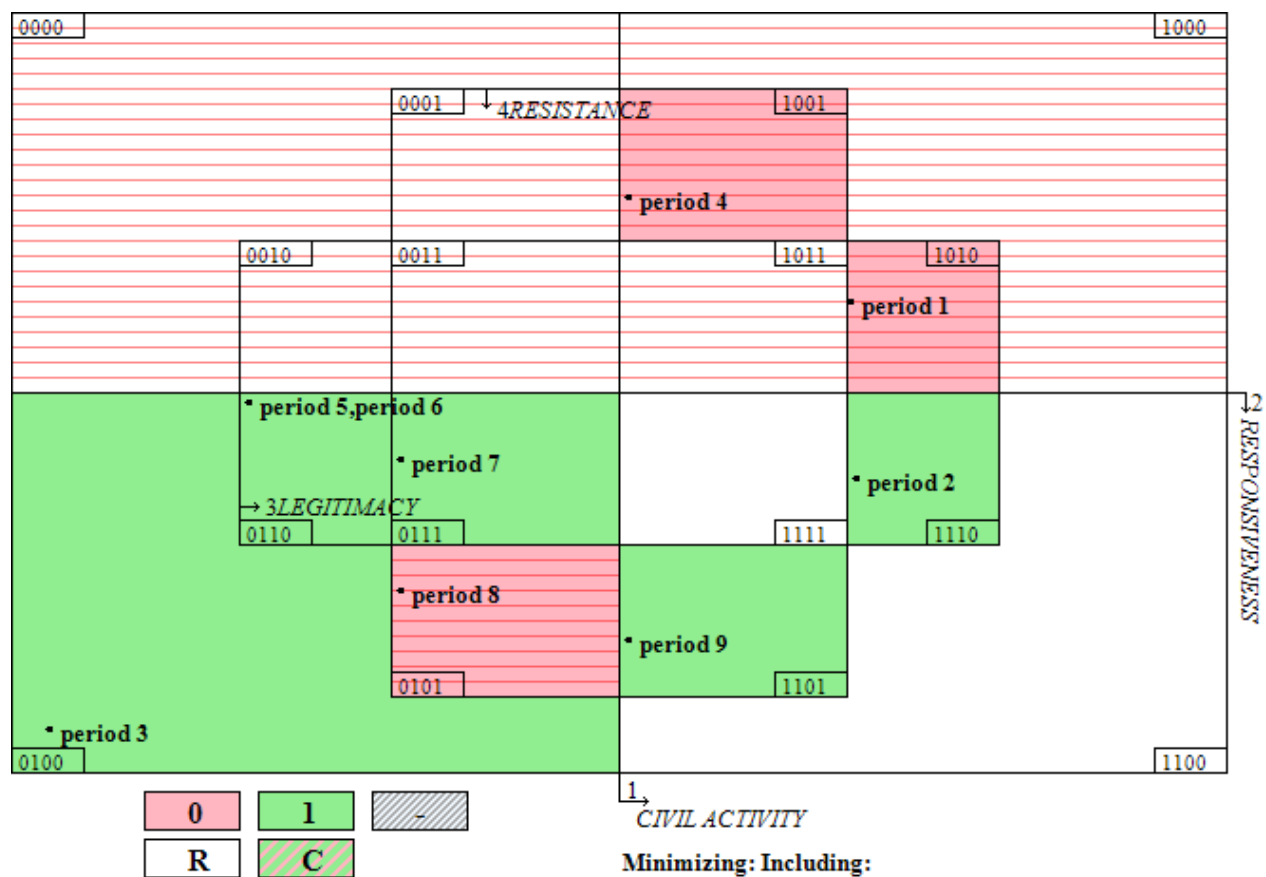 0000 1000
0001 4RESISTANCE 1001
period 4
0010 0011 1011 1010
period 1
2
RESPONSIVENESS
period 5,period 6
period 7
period 2
3LEGITIMACY
0110 0111 1111 1110
period 8
period 9
0101 1101
period 3
0100 1100
0 1 - 1
CIVIL ACTIVITY
R C Minimizing: Including: